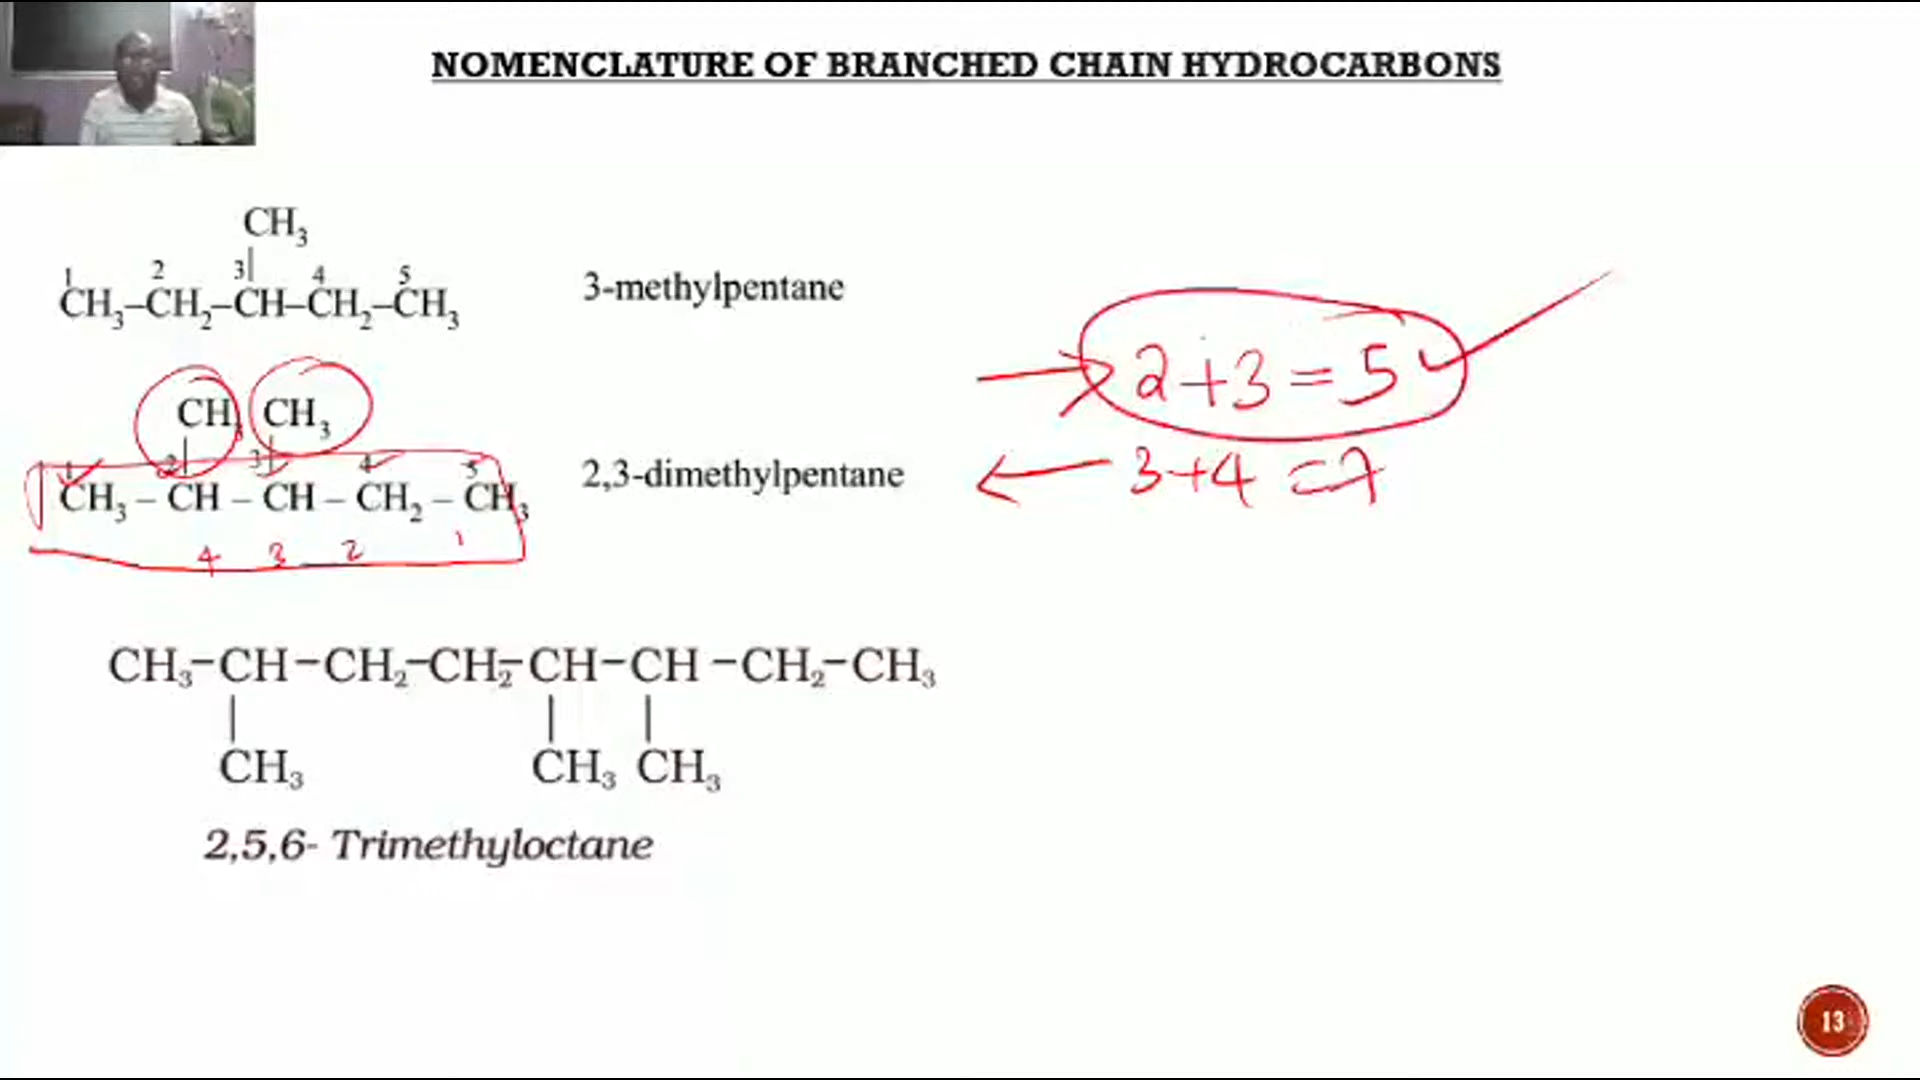 NOMENCLATURE OF BRANCHED CHAIN HYDROCARBONS
CH₃
1 2 3 4 5
CH₃–CH₂–CH–CH₂–CH₃
3-methylpentane
CH₃ CH₃
1 2 3 4 5
CH₃ – CH – CH – CH₂ – CH₃
4 3 2 1
2,3-dimethylpentane
→ 2+3=5
← 3+4=7
CH₃–CH–CH₂–CH₂–CH–CH–CH₂–CH₃
CH₃ CH₃ CH₃
2,5,6- Trimethyloctane
13